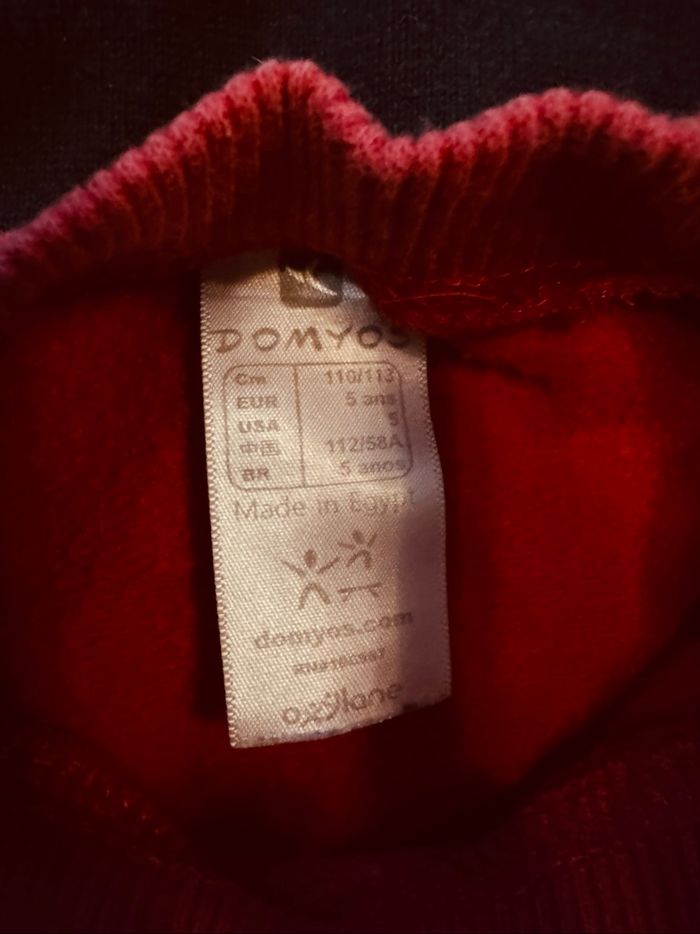 DOMYOS
Cm 110/113
EUR 5 ans
USA 5
中国 112/58A
BR 5 anos
Made in Egypt
domyos.com
oxylane